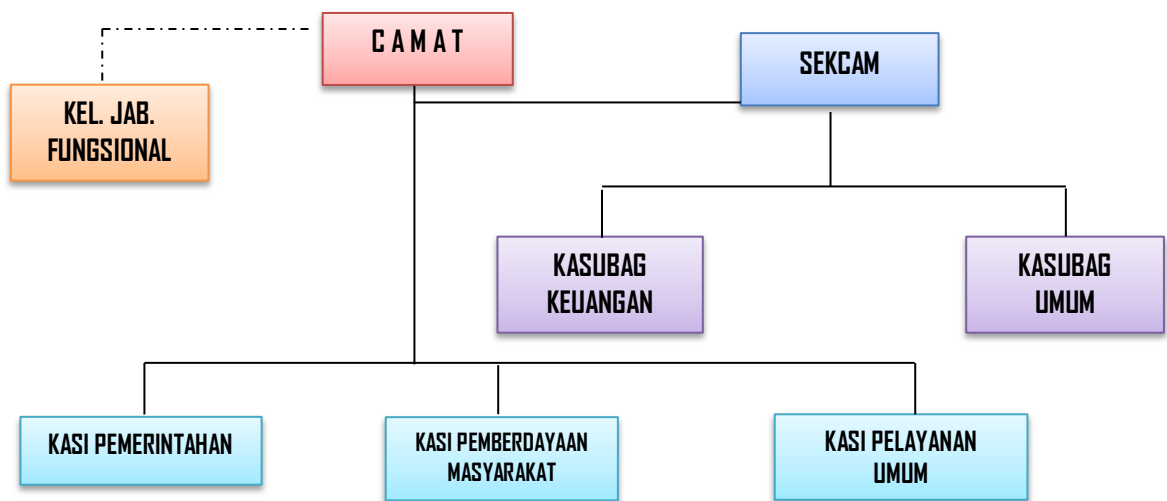 C A M A T
SEKCAM
KEL. JAB.
FUNGSIONAL
KASUBAG
KEUANGAN
KASUBAG
UMUM
KASI PEMERINTAHAN
KASI PEMBERDAYAAN
MASYARAKAT
KASI PELAYANAN
UMUM